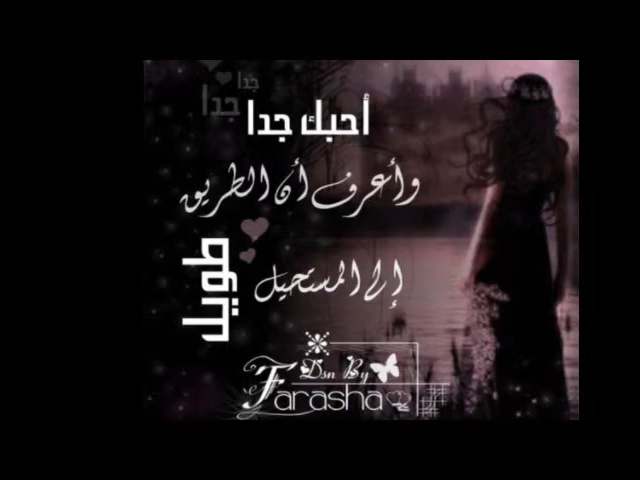 جدا
جدا
أحبك جدا
وأعرف أن الطريق
إلى المستحيل
طويل
Dsn By
Farasha